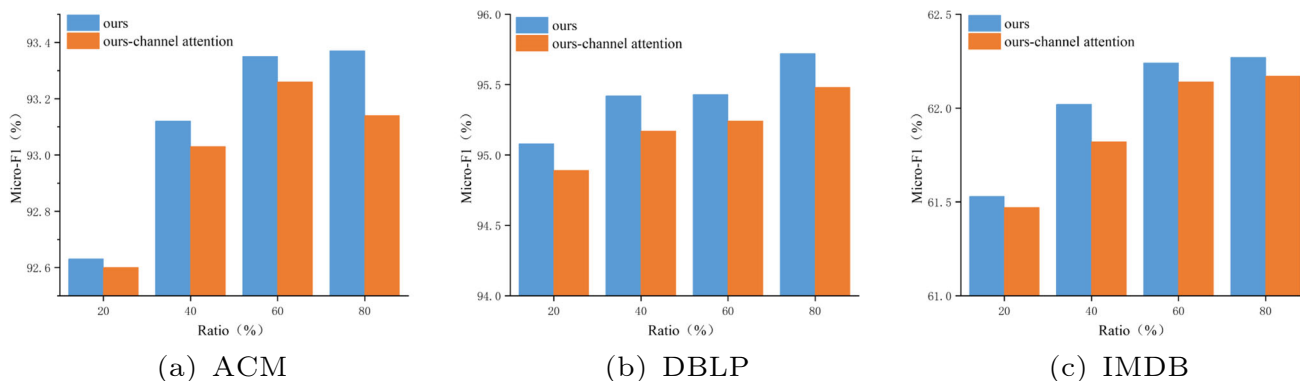 ours
ours-channel attention
93.4
93.2
93.0
92.8
92.6
Micro-F1 (%)
20 40 60 80
Ratio (%)
(a) ACM
ours
ours-channel attention
96.0
95.5
95.0
94.5
94.0
Micro-F1 (%)
20 40 60 80
Ratio (%)
(b) DBLP
ours
ours-channel attention
62.5
62.0
61.5
61.0
Micro-F1 (%)
20 40 60 80
Ratio (%)
(c) IMDB